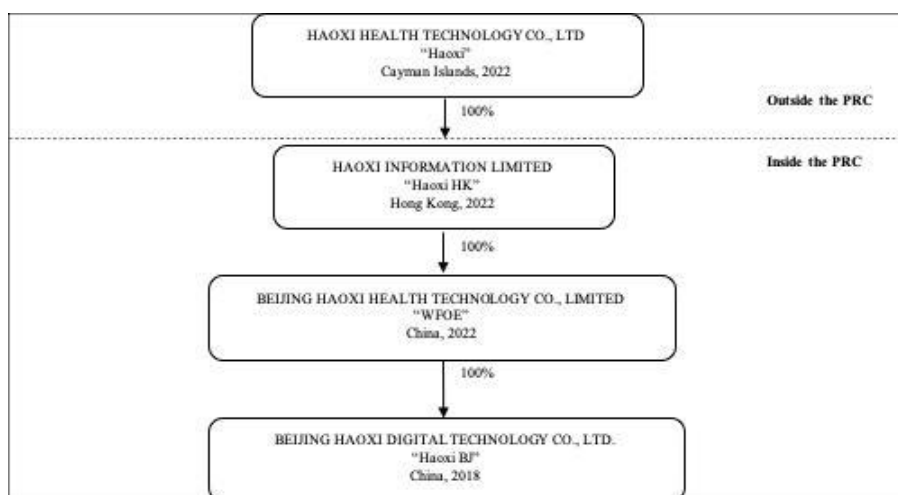 HAOXI HEALTH TECHNOLOGY CO., LTD
“Haoxi”
Cayman Islands, 2022
Outside the PRC
100%
Inside the PRC
HAOXI INFORMATION LIMITED
“Haoxi HK”
Hong Kong, 2022
100%
BEIJING HAOXI HEALTH TECHNOLOGY CO., LIMITED
“WFOE”
China, 2022
100%
BEIJING HAOXI DIGITAL TECHNOLOGY CO., LTD.
“Haoxi BJ”
China, 2018